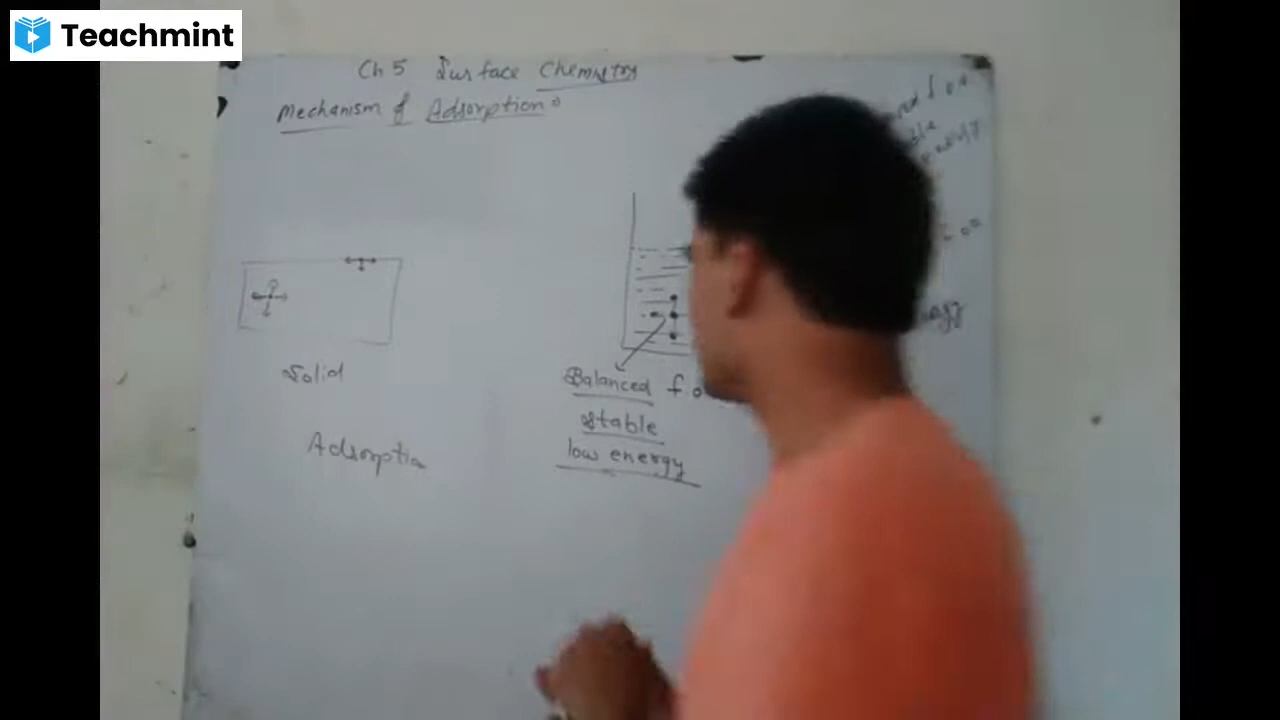 Teachmint
Ch 5 Surface Chemistry
Mechanism of Adsorption
Solid
Adsorption
Balanced f.o
stable
low energy